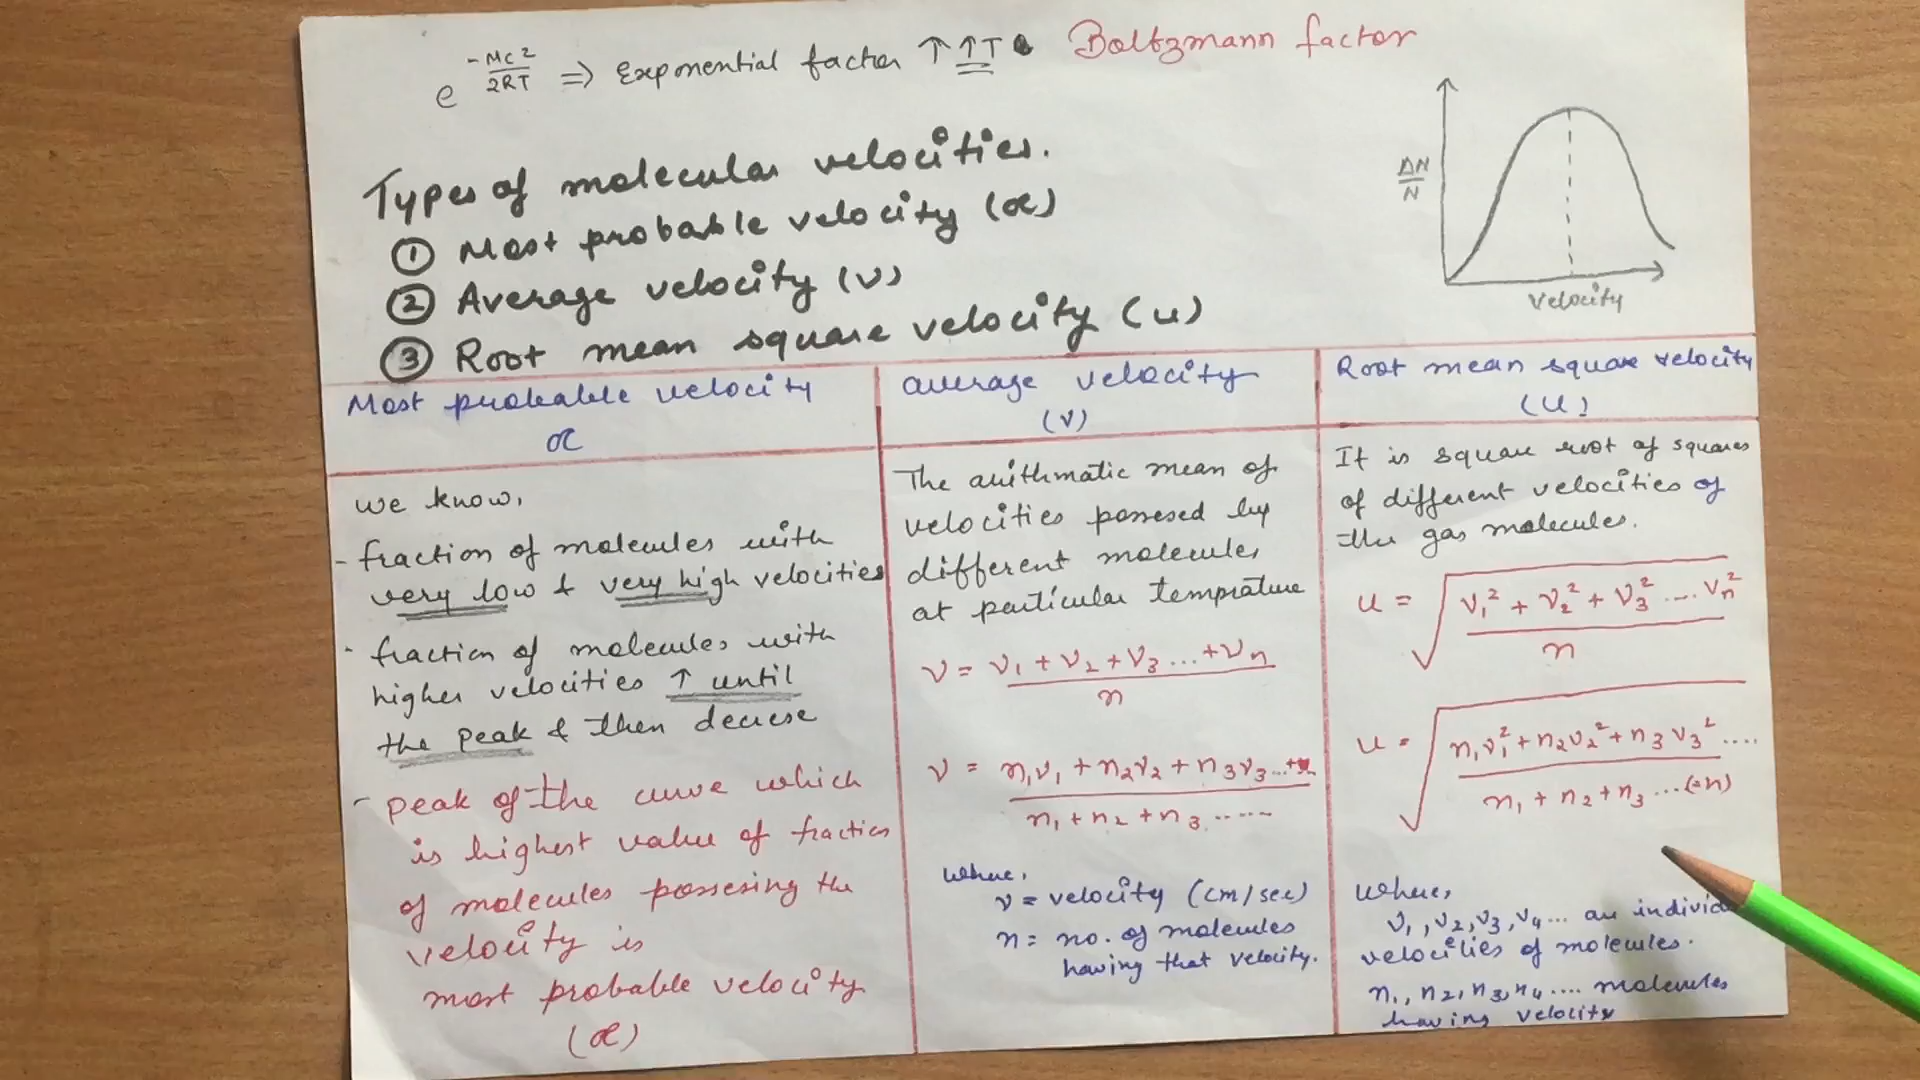 e^(-Mc²/2RT) ⇒ Exponential factor ↑ ↑T Boltzmann factor
Types of molecular velocities.
① Most probable velocity (α)
② Average velocity (v)
③ Root mean square velocity (u)
ΔN/N
Velocity
Most probable velocity
α
we know,
- fraction of molecules with
very low & very high velocities
- fraction of molecules with
higher velocities ↑ until
the peak & then decrese
- peak of the curve which
is highest value of fraction
of molecules possesing the
velocity is
most probable velocity
(α)
average velocity
(v)
The arithmatic mean of
velocities possesed by
different molecules
at particular temprature
v = (v₁ + v₂ + v₃ ... + vₙ)/n
v = (n₁v₁ + n₂v₂ + n₃v₃ ...+)/(n₁ + n₂ + n₃ ......)
where,
v = velocity (cm/sec)
n = no. of molecules
having that velocity.
Root mean square velocity
(u)
It is square root of squares
of different velocities of
the gas molecules.
u = √((v₁² + v₂² + v₃² .... vₙ²)/n)
u = √((n₁v₁² + n₂v₂² + n₃v₃² ....)/(n₁ + n₂ + n₃ ...(=n)))
where,
v₁, v₂, v₃, v₄ ... are individ
velocities of molecules.
n₁, n₂, n₃, n₄ .... molecules
having velocity